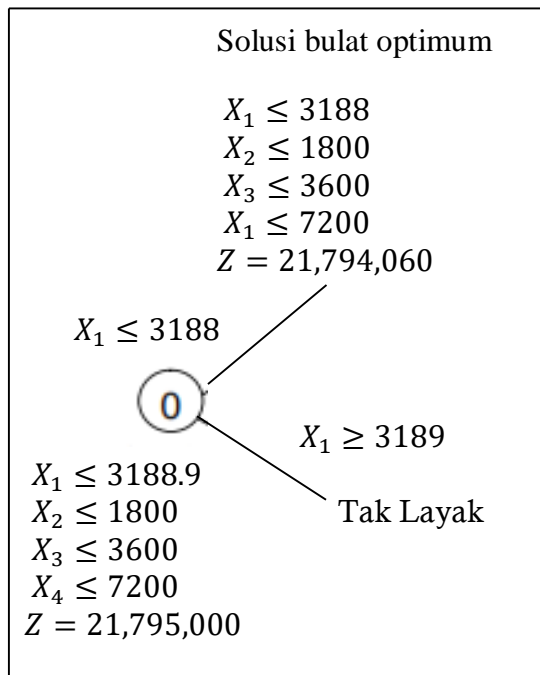 Solusi bulat optimum
X₁ ≤ 3188
X₂ ≤ 1800
X₃ ≤ 3600
X₁ ≤ 7200
Z = 21,794,060
X₁ ≤ 3188
0
X₁ ≥ 3189
X₁ ≤ 3188.9
X₂ ≤ 1800
Tak Layak
X₃ ≤ 3600
X₄ ≤ 7200
Z = 21,795,000